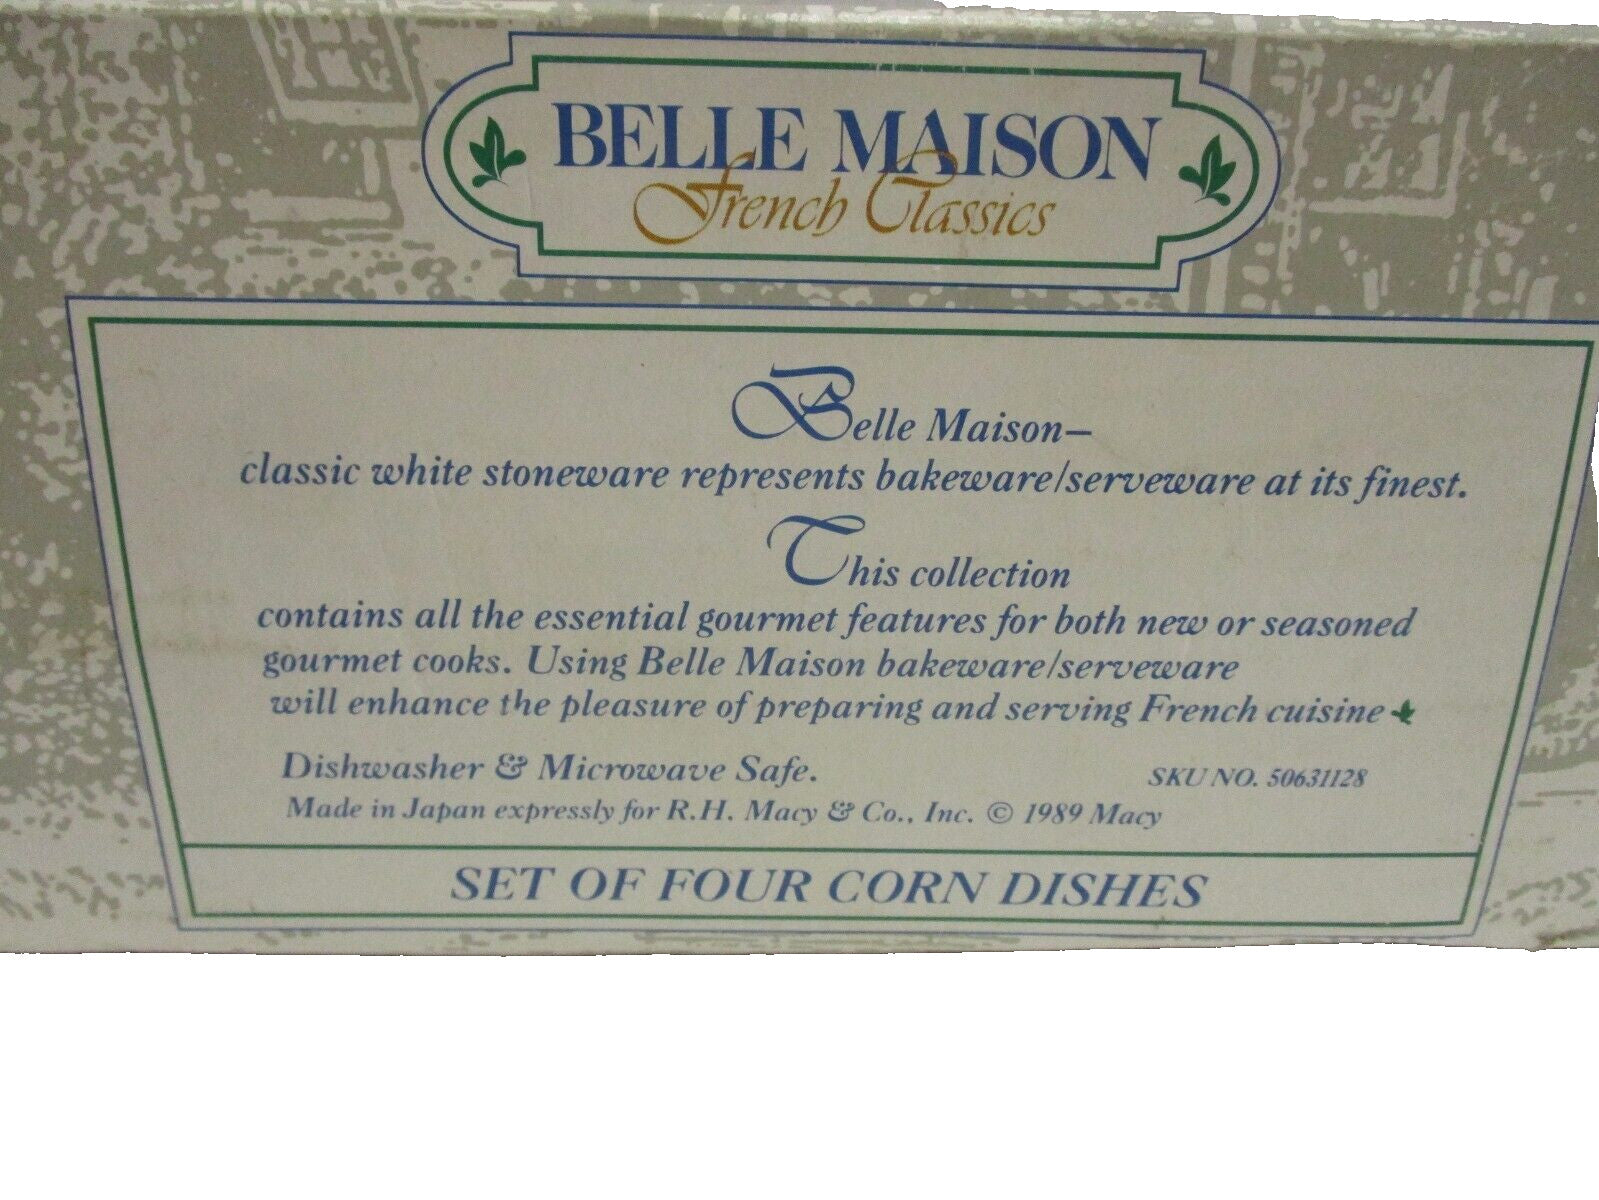 BELLE MAISON
French Classics
Belle Maison–
classic white stoneware represents bakeware/serveware at its finest.
This collection
contains all the essential gourmet features for both new or seasoned
gourmet cooks. Using Belle Maison bakeware/serveware
will enhance the pleasure of preparing and serving French cuisine
Dishwasher & Microwave Safe.
SKU NO. 50631128
Made in Japan expressly for R.H. Macy & Co., Inc. © 1989 Macy
SET OF FOUR CORN DISHES